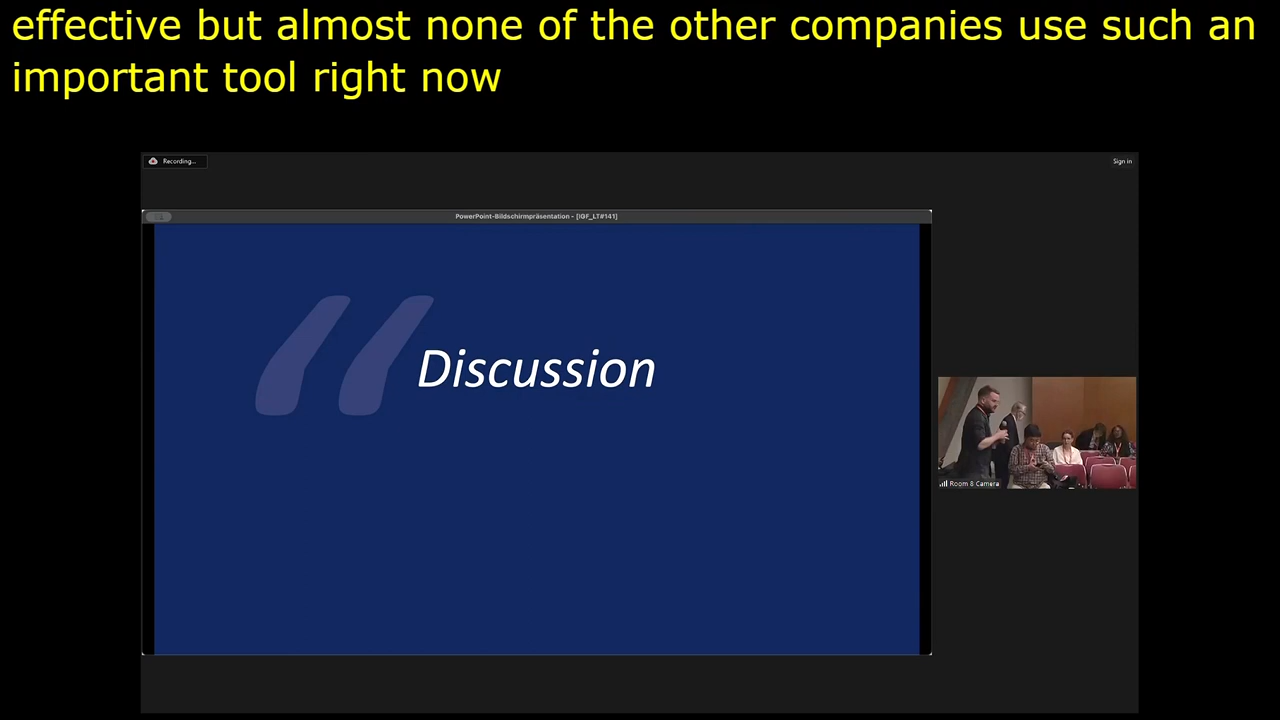 effective but almost none of the other companies use such an
important tool right now
Recording...
Sign in
PowerPoint-Bildschirmpräsentation - [IGF_LT#141]
“
Discussion
Room 8 Camera